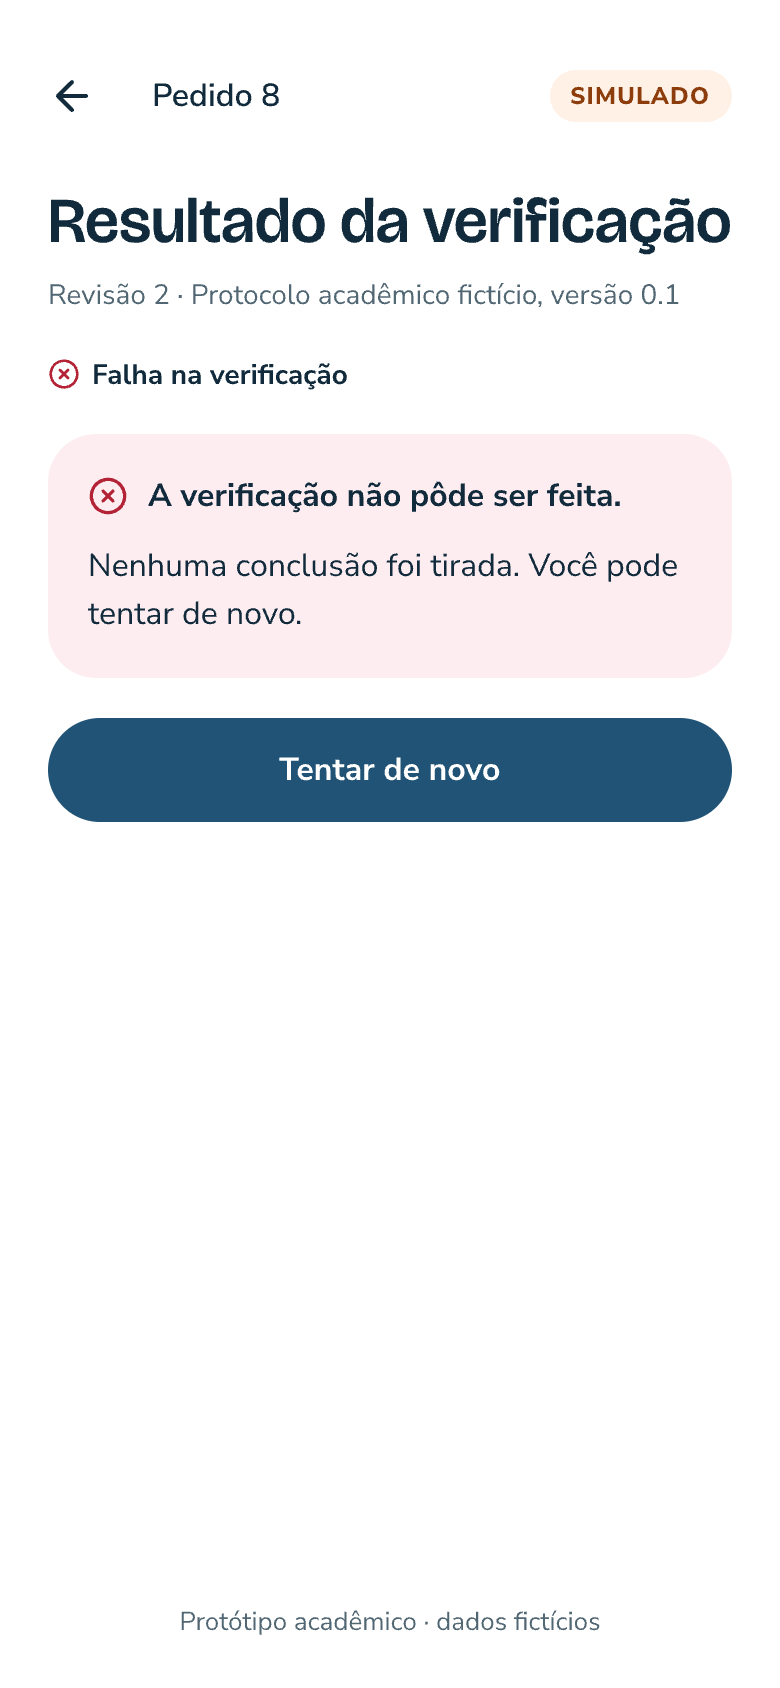 Pedido 8
SIMULADO
Resultado da verificação
Revisão 2 · Protocolo acadêmico fictício, versão 0.1
Falha na verificação
A verificação não pôde ser feita.
Nenhuma conclusão foi tirada. Você pode
tentar de novo.
Tentar de novo
Protótipo acadêmico · dados fictícios